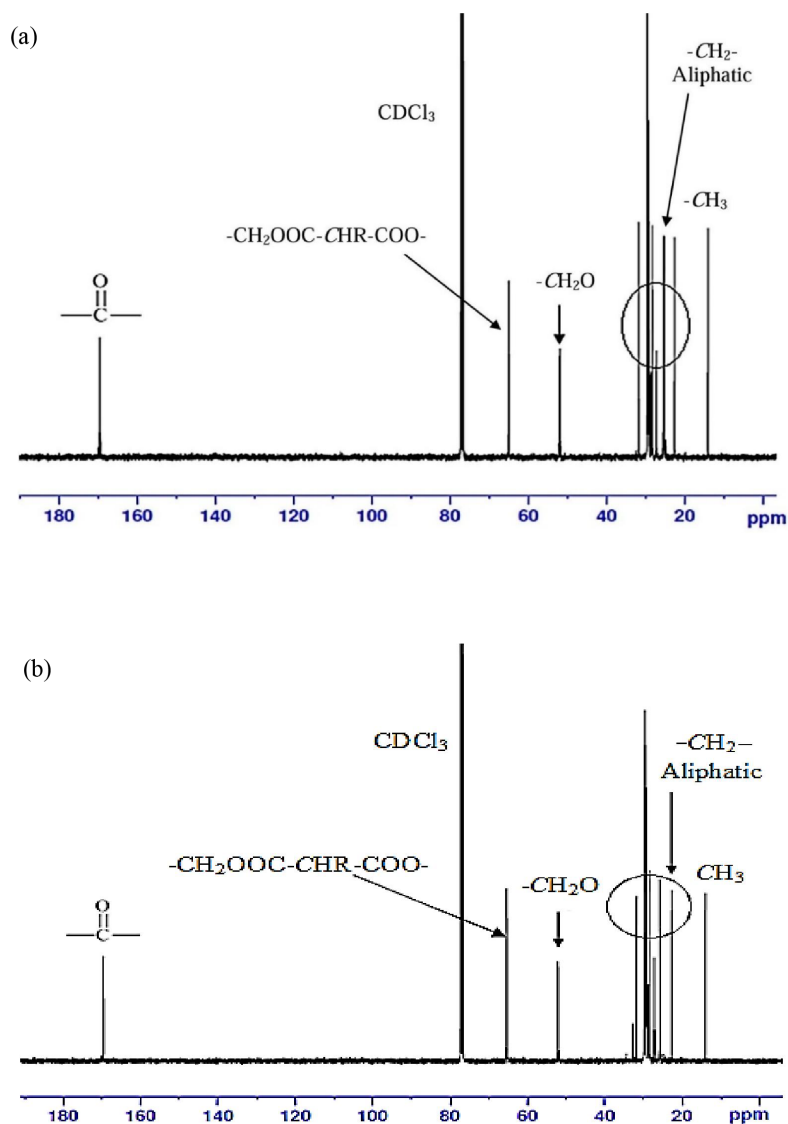 (a)
-CH₂-
Aliphatic
CDCl₃
-CH₃
-CH₂OOC-CHR-COO-
-CH₂O
O
C
180 160 140 120 100 80 60 40 20 ppm
(b)
CDCl₃
–CH₂–
Aliphatic
-CH₂OOC-CHR-COO-
-CH₂O
CH₃
O
C
180 160 140 120 100 80 60 40 20 ppm